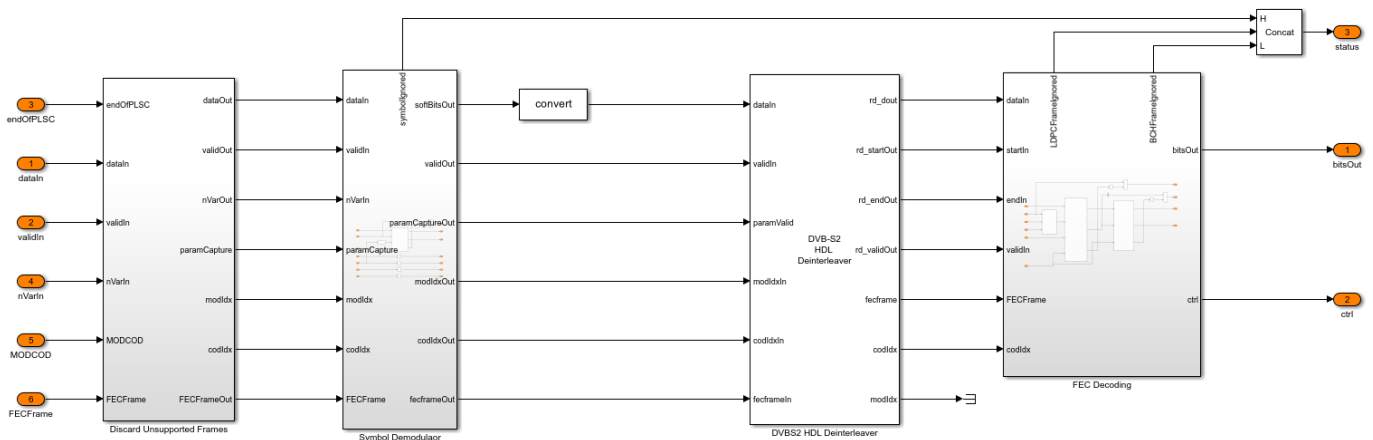 H
Concat
L
3
status
symbolIgnored
LDPCFrameIgnored
BCHFrameIgnored
3
endOfPLSC
1
dataIn
2
validIn
4
nVarIn
5
MODCOD
6
FECFrame
endOfPLSC
dataIn
validIn
nVarIn
MODCOD
FECFrame
dataOut
validOut
nVarOut
paramCapture
modIdx
codIdx
FECFrameOut
Discard Unsupported Frames
dataIn
validIn
nVarIn
paramCapture
modIdx
codIdx
FECFrame
softBitsOut
validOut
paramCaptureOut
modIdxOut
codIdxOut
fecframeOut
Symbol Demodulaor
convert
dataIn
validIn
paramValid
modIdxIn
codIdxIn
fecframeIn
DVB-S2
HDL
Deinterleaver
rd_dout
rd_startOut
rd_endOut
rd_validOut
fecframe
codIdx
modIdx
DVBS2 HDL Deinterleaver
dataIn
startIn
endIn
validIn
FECFrame
codIdx
bitsOut
ctrl
FEC Decoding
1
bitsOut
2
ctrl